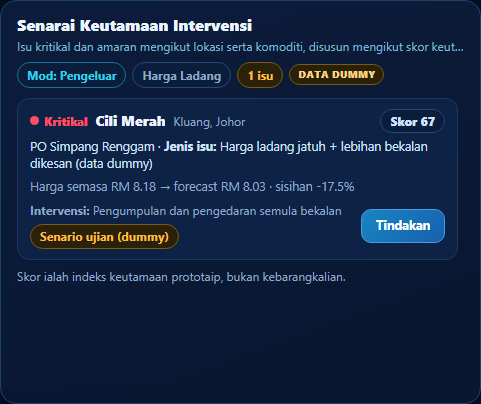 Senarai Keutamaan Intervensi
Isu kritikal dan amaran mengikut lokasi serta komoditi, disusun mengikut skor keut...
Mod: Pengeluar Harga Ladang 1 isu DATA DUMMY
Kritikal Cili Merah Kluang, Johor Skor 67
PO Simpang Renggam · Jenis isu: Harga ladang jatuh + lebihan bekalan
dikesan (data dummy)
Harga semasa RM 8.18 → forecast RM 8.03 · sisihan -17.5%
Intervensi: Pengumpulan dan pengedaran semula bekalan
Senario ujian (dummy)
Tindakan
Skor ialah indeks keutamaan prototaip, bukan kebarangkalian.